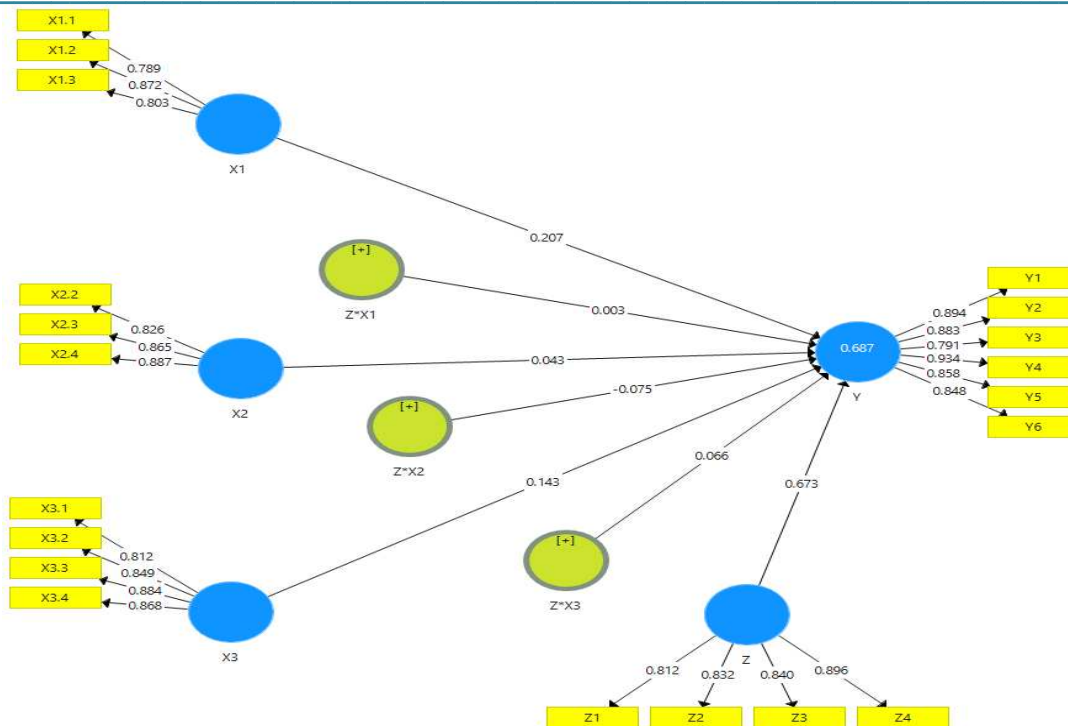 X1.1
X1.2
X1.3
0.789
0.872
0.803
X1
0.207
[+]
Z*X1
0.003
X2.2
X2.3
X2.4
0.826
0.865
0.887
X2
0.043
[+]
Z*X2
-0.075
X3.1
X3.2
X3.3
X3.4
0.812
0.849
0.884
0.868
X3
0.143
[+]
Z*X3
0.066
0.687
Y
0.894
0.883
0.791
0.934
0.858
0.848
Y1
Y2
Y3
Y4
Y5
Y6
0.673
Z
0.812
0.832
0.840
0.896
Z1
Z2
Z3
Z4